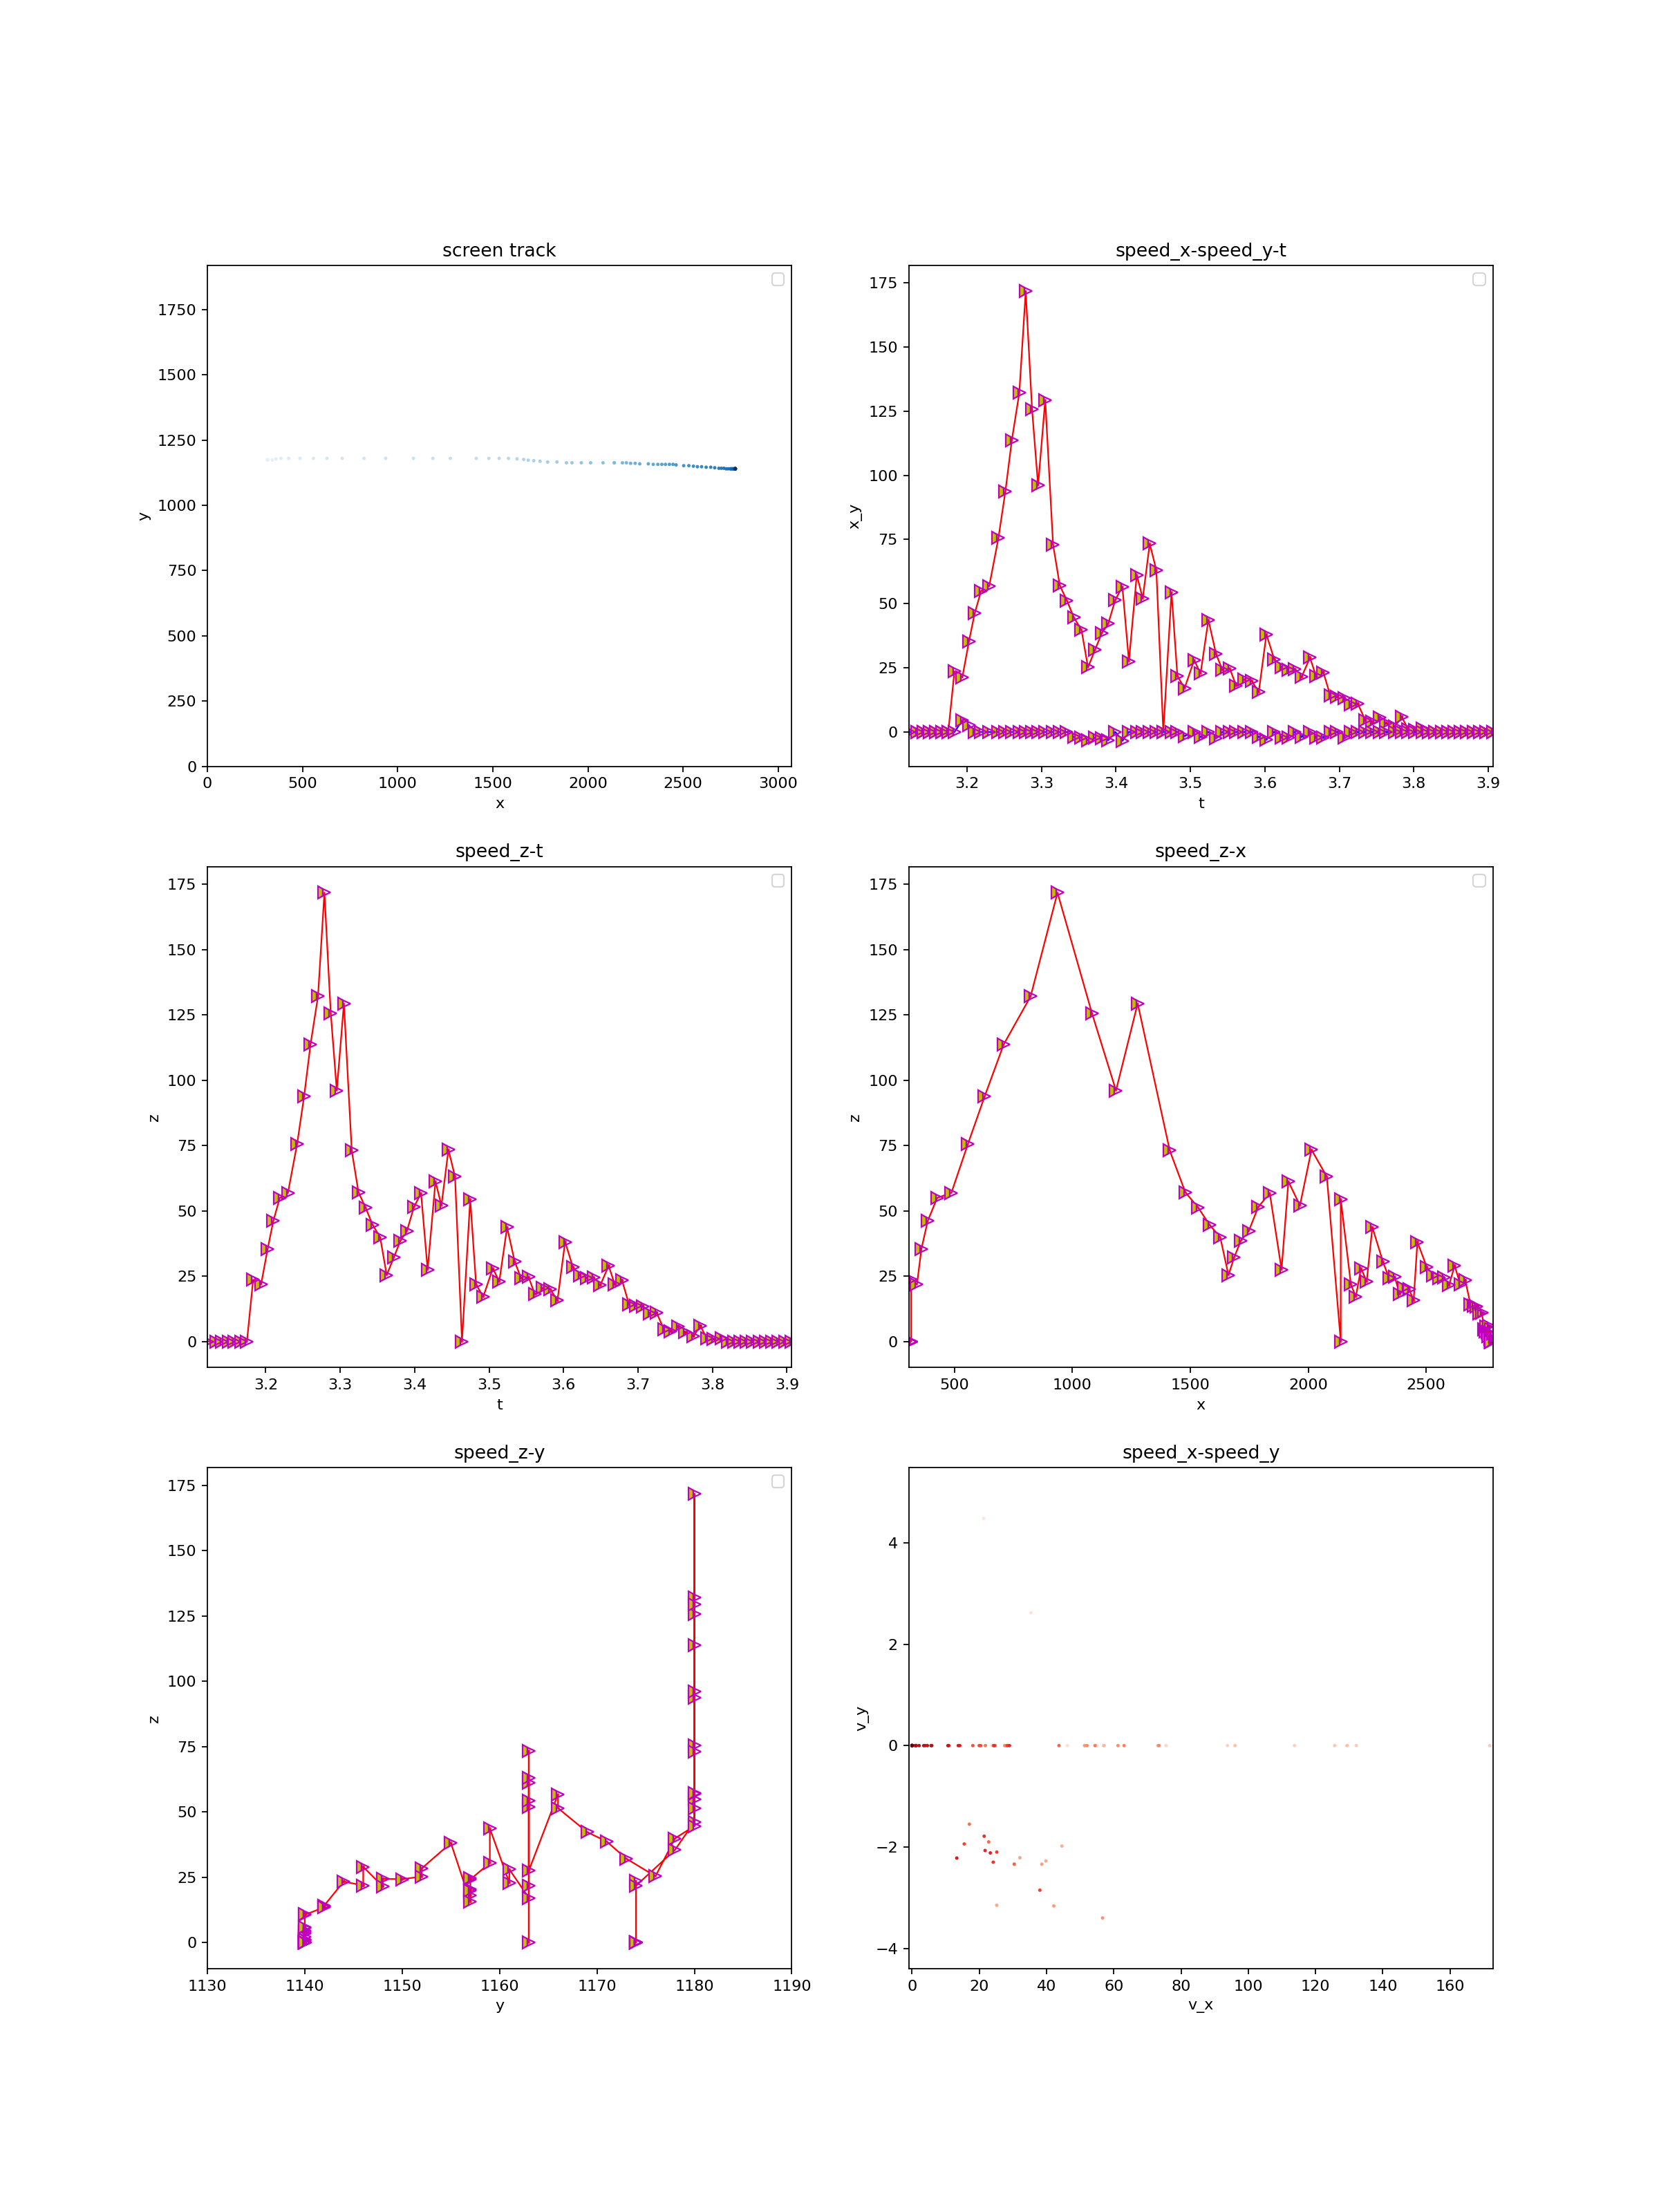 screen track
1750
1500
1250
1000
750
500
250
0
y
0 500 1000 1500 2000 2500 3000
x
speed_x-speed_y-t
175
150
125
100
75
50
25
0
x_y
3.2 3.3 3.4 3.5 3.6 3.7 3.8 3.9
t
speed_z-t
175
150
125
100
75
50
25
0
z
3.2 3.3 3.4 3.5 3.6 3.7 3.8 3.9
t
speed_z-x
175
150
125
100
75
50
25
0
z
500 1000 1500 2000 2500
x
speed_z-y
175
150
125
100
75
50
25
0
z
1130 1140 1150 1160 1170 1180 1190
y
speed_x-speed_y
4
2
0
−2
−4
v_y
0 20 40 60 80 100 120 140 160
v_x